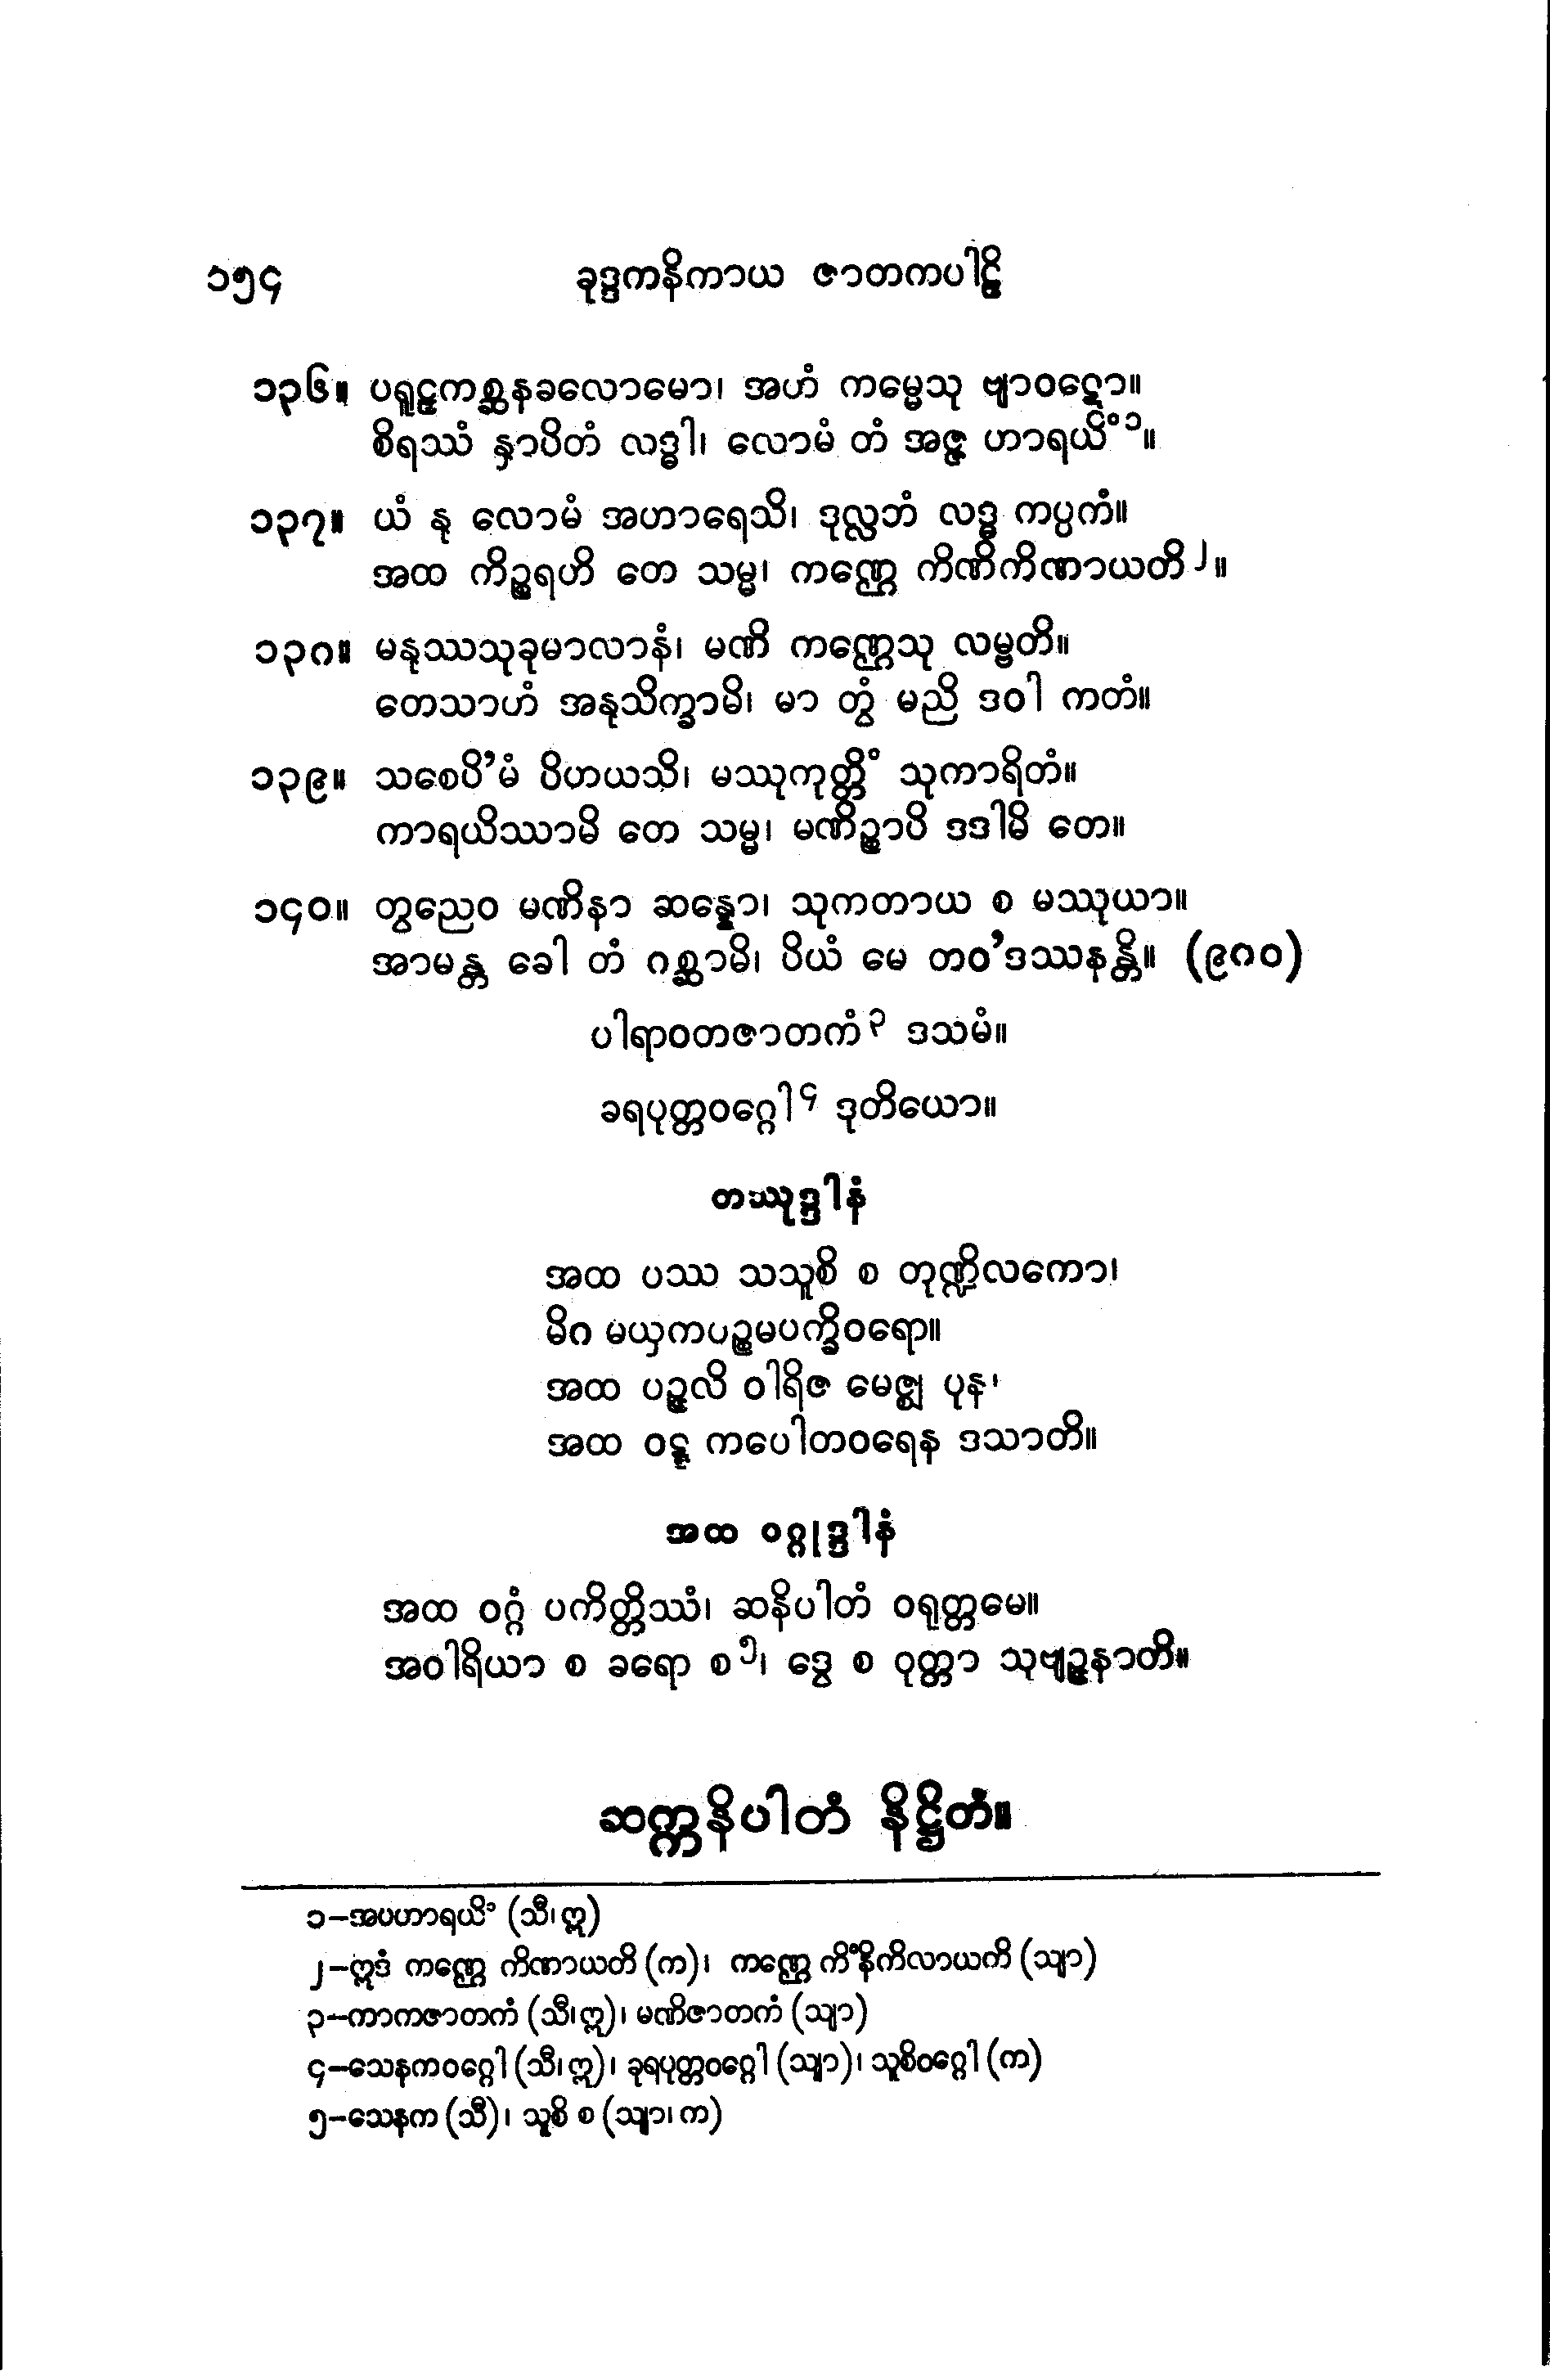 ၁၅၄ ခုဒ္ဒကနိကာယ ဇာတကပါဠိ
၁၃၆။ ပရူဠှကစ္ဆနခလောမော၊ အဟံ ကမ္မေသု ဗျာဝဋော။
စိရဿံ နှာပိတံ လဒ္ဓါ၊ လောမံ တံ အဇ္ဇ ဟာရယိံ၁။
၁၃၇။ ယံ နု လောမံ အဟာရေသိ၊ ဒုလ္လဘံ လဒ္ဓ ကပ္ပကံ။
အထ ကိဉ္စရဟိ တေ သမ္မ၊ ကဏ္ဌေ ကိဏိကိဏာယတိ၂။
၁၃၈။ မနုဿသုခုမာလာနံ၊ မဏိ ကဏ္ဌေသု လမ္ဗတိ။
တေသာဟံ အနုသိက္ခာမိ၊ မာ တွံ မညိ ဒဝါ ကတံ။
၁၃၉။ သစေပိ’မံ ပိဟယသိ၊ မဿုကုတ္တိံ သုကာရိတံ။
ကာရယိဿာမိ တေ သမ္မ၊ မဏိဉ္စာပိ ဒဒါမိ တေ။
၁၄၀။ တွညေဝ မဏိနာ ဆန္နော၊ သုကတာယ စ မဿုယာ။
အာမန္တ ခေါ တံ ဂစ္ဆာမိ၊ ပိယံ မေ တဝ’ဒဿနန္တိ။ (၉၈၀)
ပါရာဝတဇာတကံ၃ ဒသမံ။
ခရပုတ္တဝဂ္ဂေါ၄ ဒုတိယော။
တဿုဒ္ဒါနံ
အထ ပဿ သသူစိ စ တုဏ္ဍိလကော၊
မိဂ မယှကပဉ္စမပက္ခိဝရော။
အထ ပဉ္ဇလိ ဝါရိဇ မေဇ္ဈ ပုန၊
အထ ဝဋ္ဋ ကပေါတဝရေန ဒသာတိ။
အထ ဝဂ္ဂုဒ္ဒါနံ
အထ ဝဂ္ဂံ ပကိတ္တိဿံ၊ ဆနိပါတံ ဝရုတ္တမေ။
အဝါရိယာ စ ခရော စ၅၊ ဒွေ စ ဝုတ္တာ သုဗျဉ္ဇနာတိ။
ဆက္ကနိပါတံ နိဋ္ဌိတံ။
၁–အပဟာရယိံ (သီ၊ ဣ)
၂–ဣဒံ ကဏ္ဌေ ကိဏာယတိ (က)၊ ကဏ္ဌေ ကိံနိကိလာယကိ (သျာ)
၃–ကာကဇာတကံ (သီ၊ ဣ)၊ မဏိဇာတကံ (သျာ)
၄–သေနကဝဂ္ဂေါ (သီ၊ ဣ)၊ ခုရပုတ္တဝဂ္ဂေါ (သျာ)၊ သူစိဝဂ္ဂေါ (က)
၅–သေနက (သီ)၊ သူစိ စ (သျာ၊ က)